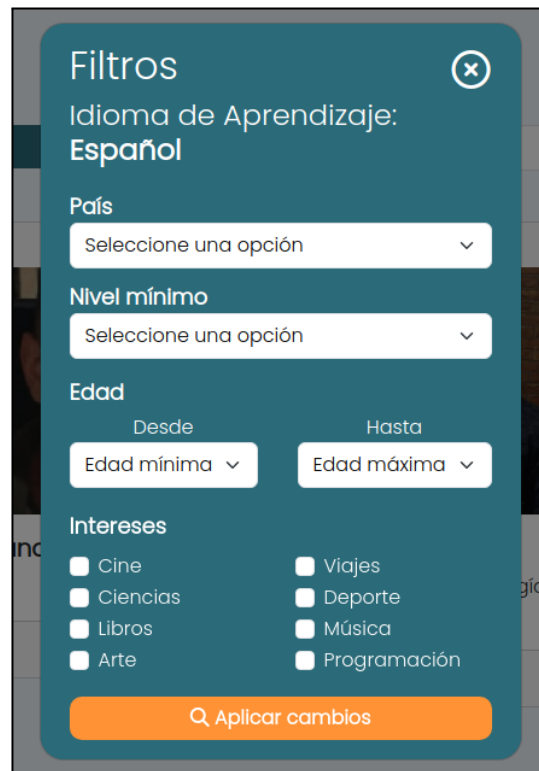 Filtros
Idioma de Aprendizaje:
Español
País
Seleccione una opción
Nivel mínimo
Seleccione una opción
Edad
Desde Hasta
Edad mínima Edad máxima
Intereses
Cine Viajes
Ciencias Deporte
Libros Música
Arte Programación
Aplicar cambios